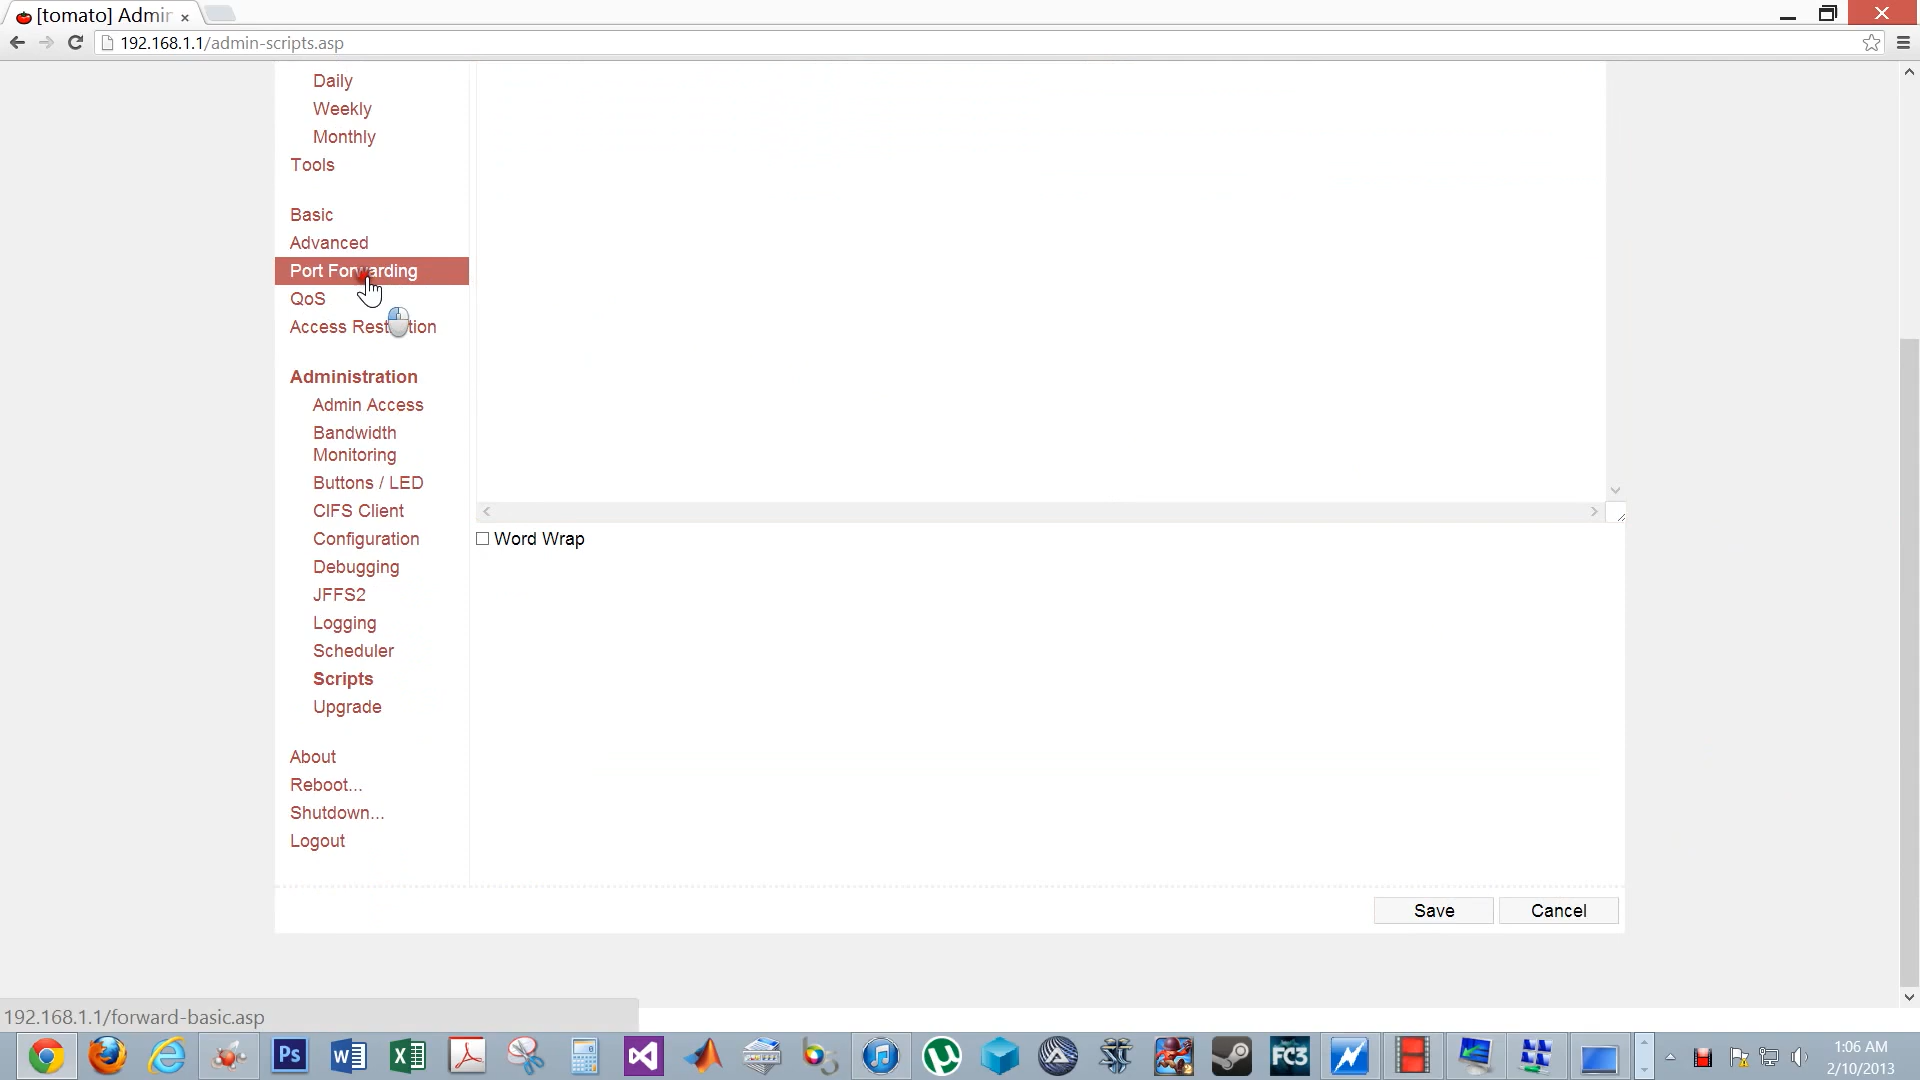 [tomato] Admin
192.168.1.1/admin-scripts.asp
Daily
Weekly
Monthly
Tools
Basic
Advanced
Port Forwarding
QoS
Access Restriction
Administration
Admin Access
Bandwidth
Monitoring
Buttons / LED
CIFS Client
Configuration
Debugging
JFFS2
Logging
Scheduler
Scripts
Upgrade
About
Reboot...
Shutdown...
Logout
Word Wrap
Save
Cancel
192.168.1.1/forward-basic.asp
Ps
FC3
1:06 AM
2/10/2013